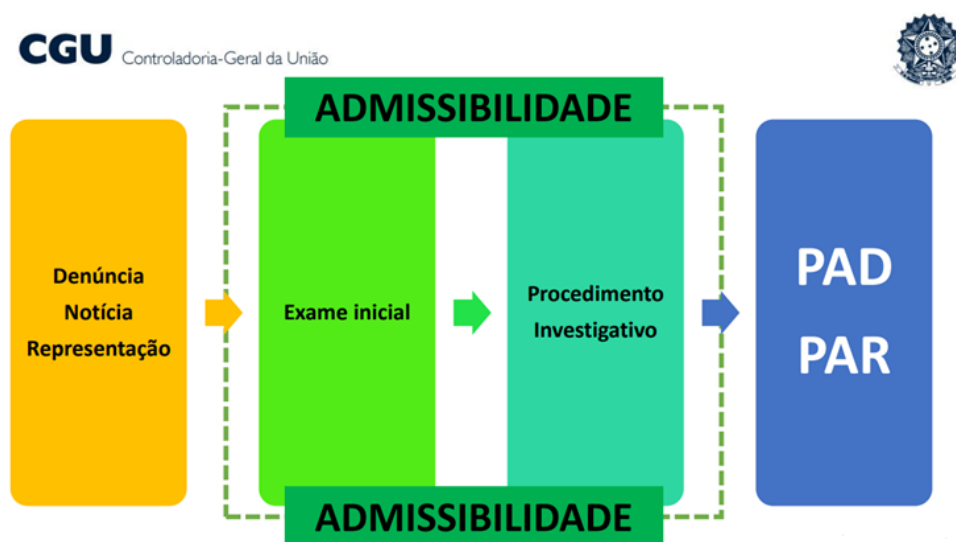 CGU Controladoria-Geral da União
ADMISSIBILIDADE
Denúncia
Notícia
Representação
Exame inicial
Procedimento
Investigativo
PAD
PAR
ADMISSIBILIDADE